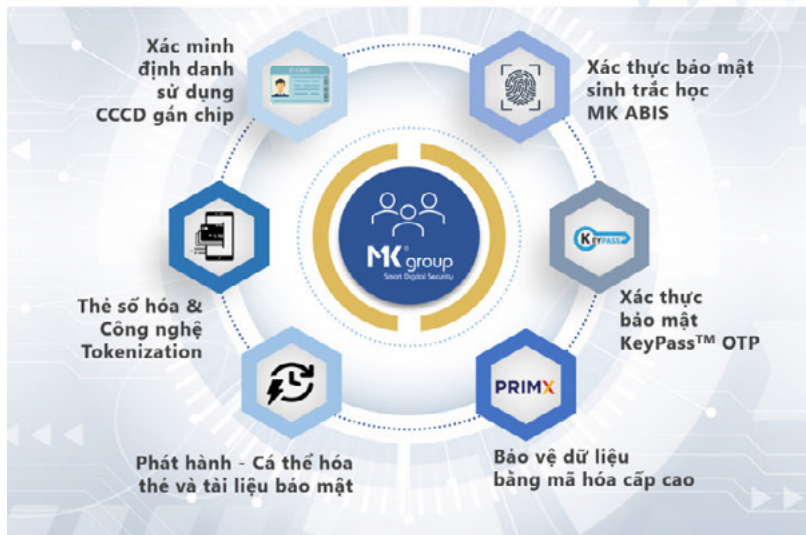 Xác minh
định danh
sử dụng
CCCD gắn chip
Xác thực bảo mật
sinh trắc học
MK ABIS
MK® group
Smart Digital Security
KEYPASS
Thẻ số hóa &
Công nghệ
Tokenization
Xác thực
bảo mật
KeyPass™ OTP
PRIMX
Phát hành - Cá thể hóa
thẻ và tài liệu bảo mật
Bảo vệ dữ liệu
bằng mã hóa cấp cao